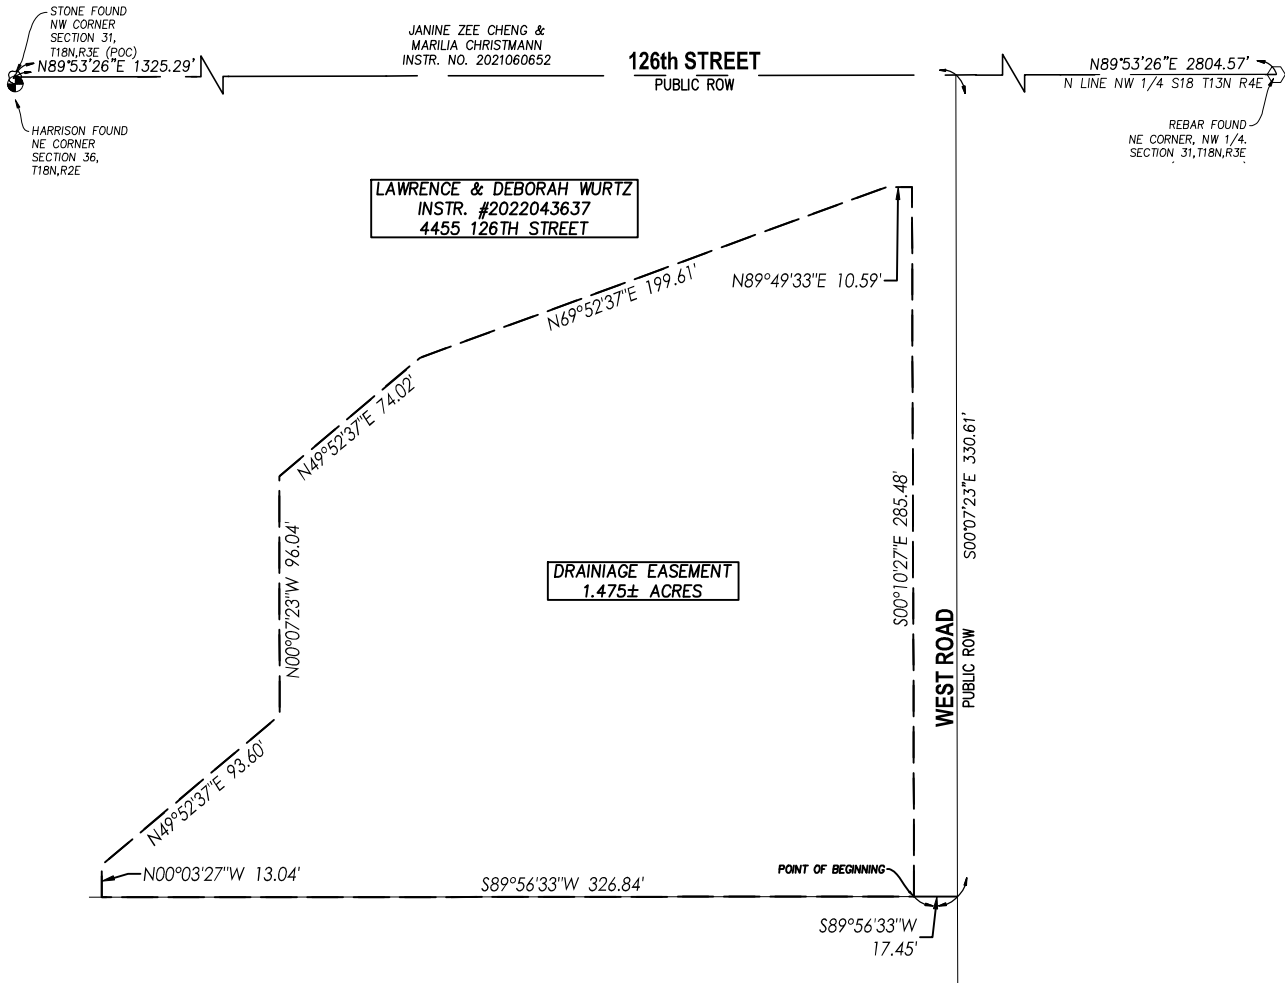 STONE FOUND
NW CORNER
SECTION 31,
T18N,R3E (POC)
N89°53'26"E 1325.29'
JANINE ZEE CHENG &
MARILIA CHRISTMANN
INSTR. NO. 2021060652
126th STREET
PUBLIC ROW
N89°53'26"E 2804.57'
N LINE NW 1/4 S18 T13N R4E
HARRISON FOUND
NE CORNER
SECTION 36,
T18N,R2E
REBAR FOUND
NE CORNER, NW 1/4.
SECTION 31,T18N,R3E
LAWRENCE & DEBORAH WURTZ
INSTR. #2022043637
4455 126TH STREET
N89°49'33"E 10.59'
N69°52'37"E 199.61'
N49°52'37"E 74.02'
N00°07'23"W 96.04'
DRAINIAGE EASEMENT
1.475± ACRES
S00°10'27"E 285.48'
S00°07'23"E 330.61'
WEST ROAD
PUBLIC ROW
N49°52'37"E 93.60'
N00°03'27"W 13.04'
S89°56'33"W 326.84'
POINT OF BEGINNING
S89°56'33"W
17.45'